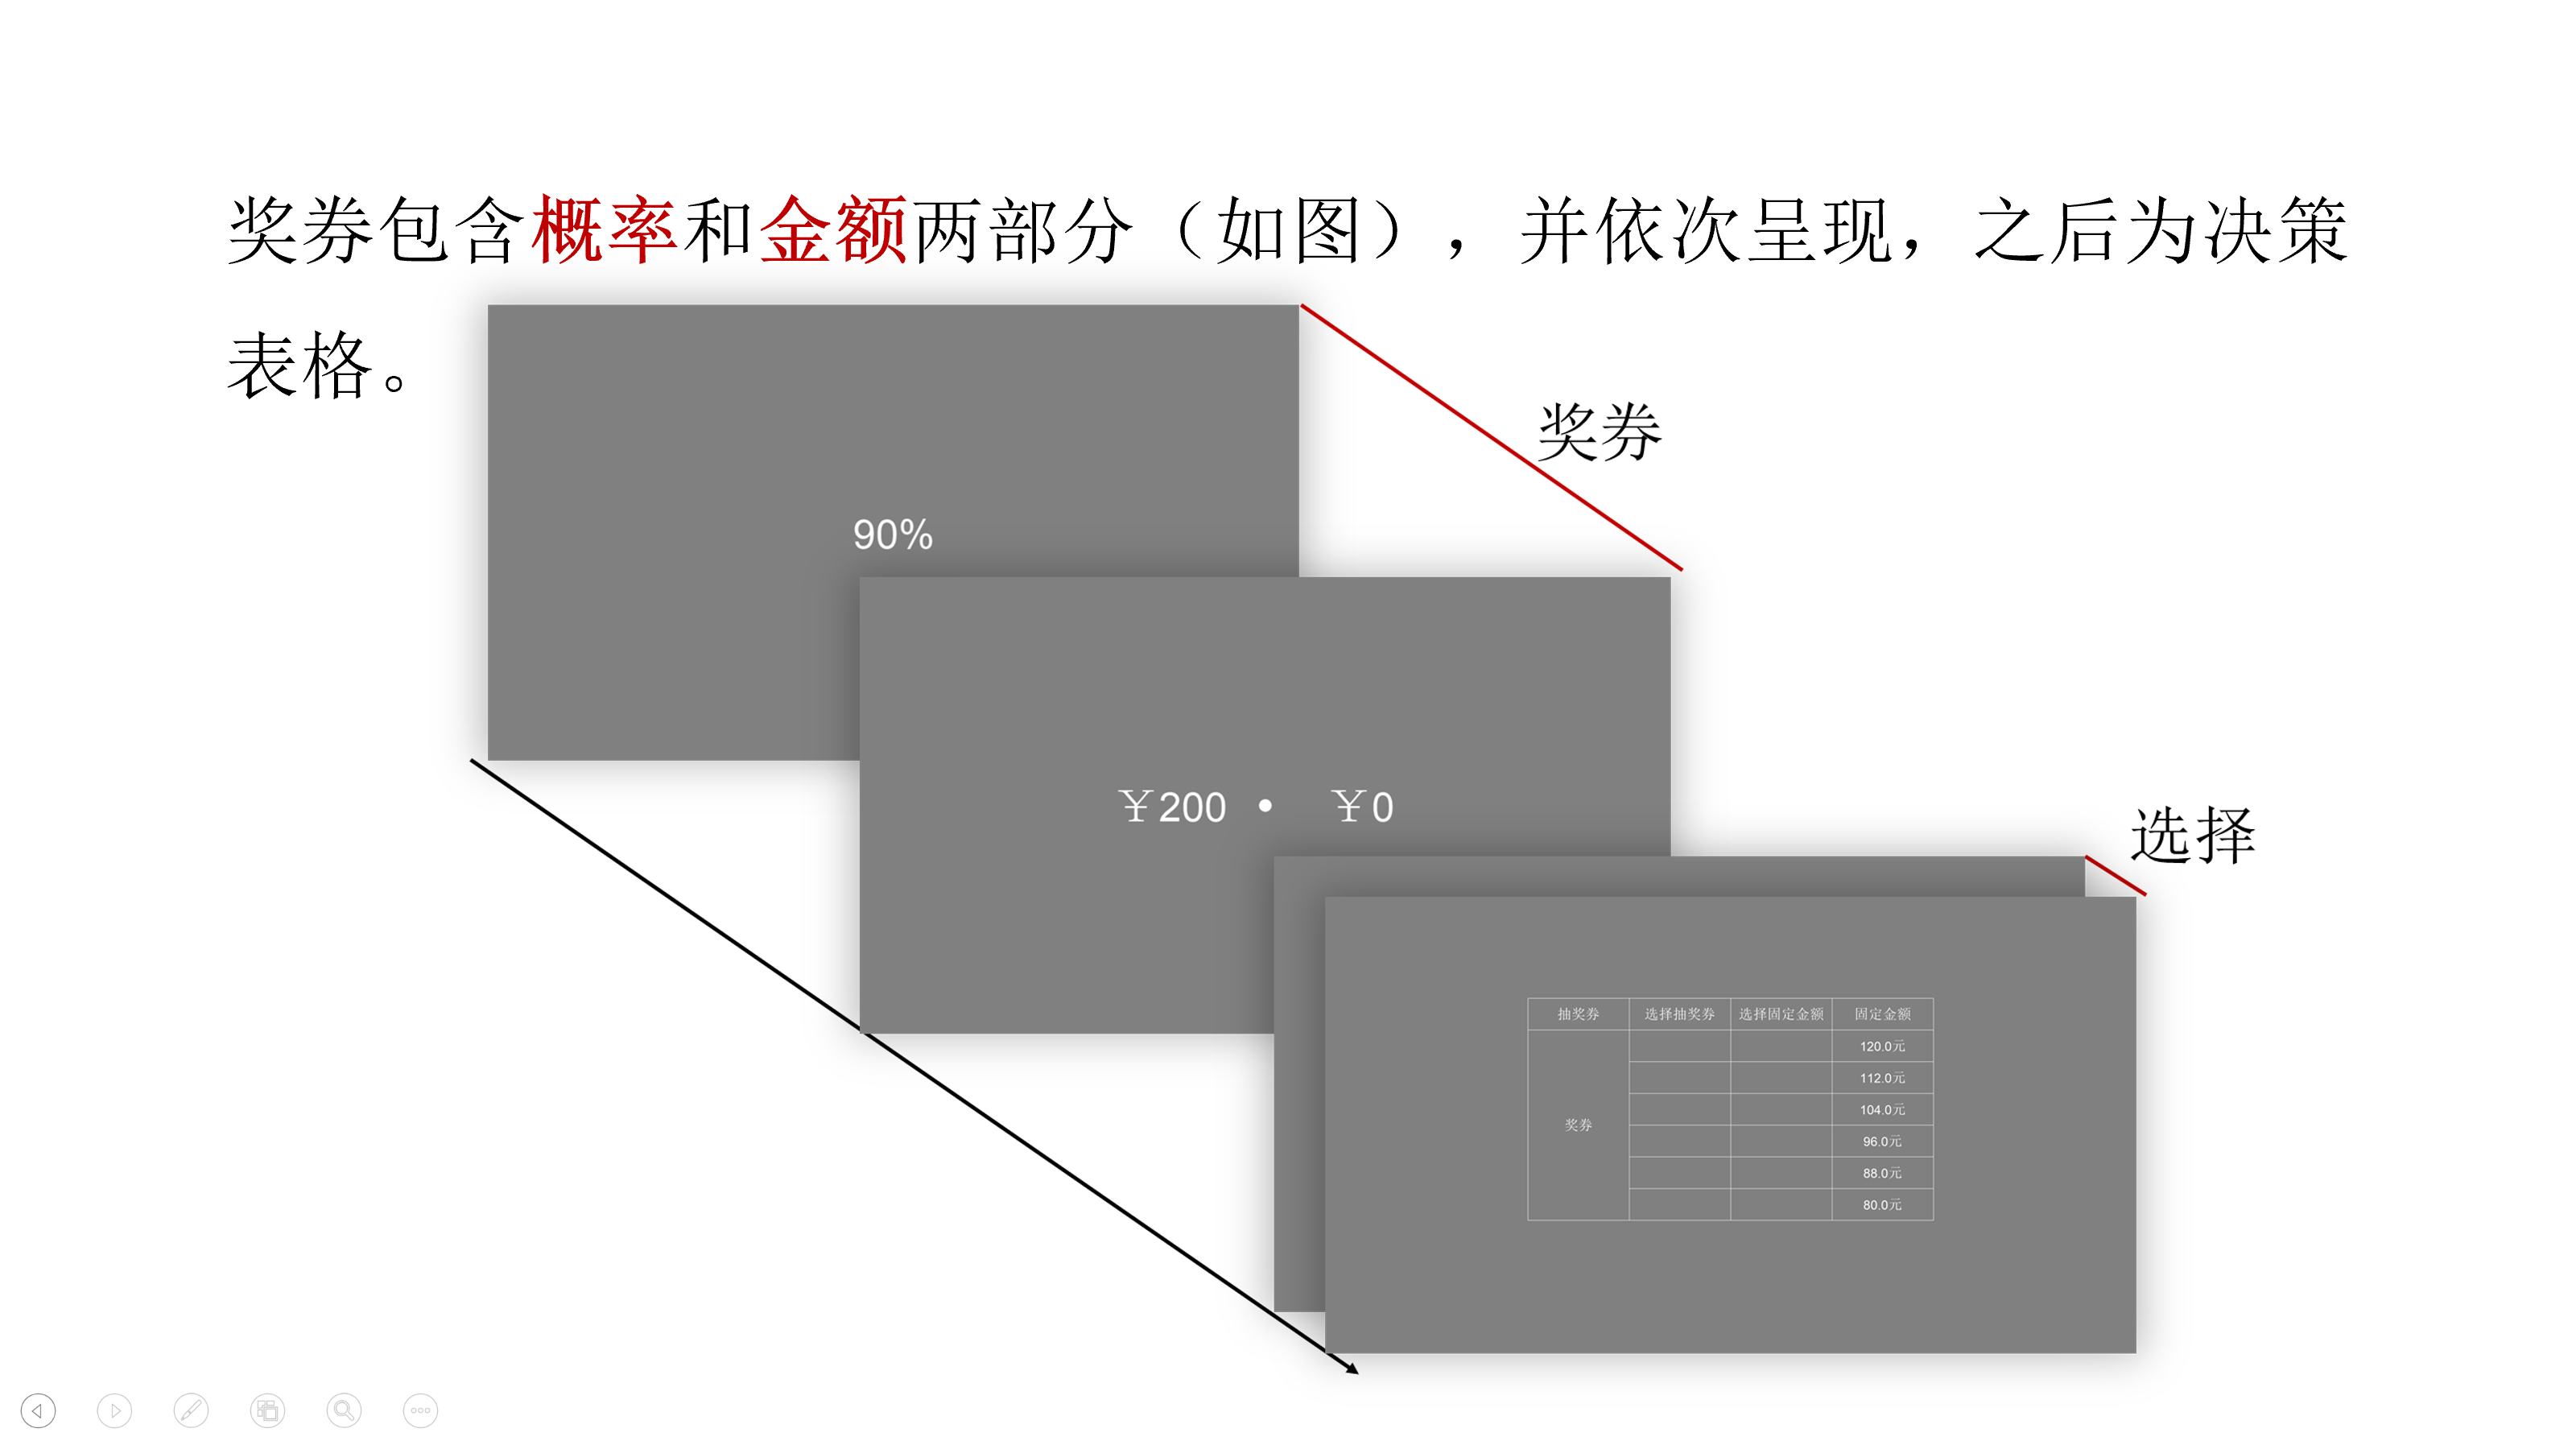 奖券包含概率和金额两部分（如图），并依次呈现，之后为决策
表格。
奖券
90%
￥200 • ￥0
选择
抽奖券 选择抽奖券 选择固定金额 固定金额
奖券
120.0元
112.0元
104.0元
96.0元
88.0元
80.0元